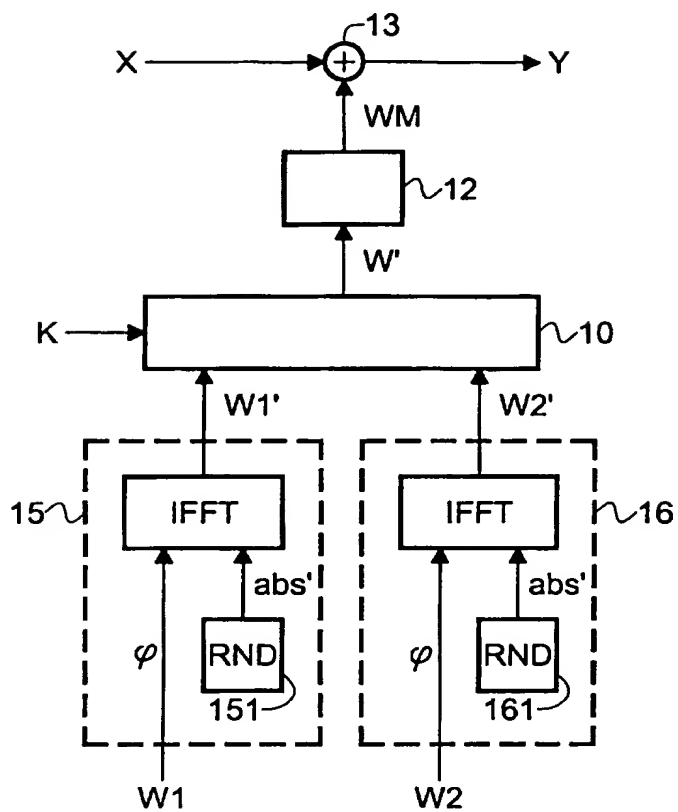 13
X
Y
WM
12
W'
K
10
W1'
W2'
15
IFFT
IFFT
16
abs'
abs'
φ
RND
φ
RND
151
161
W1
W2